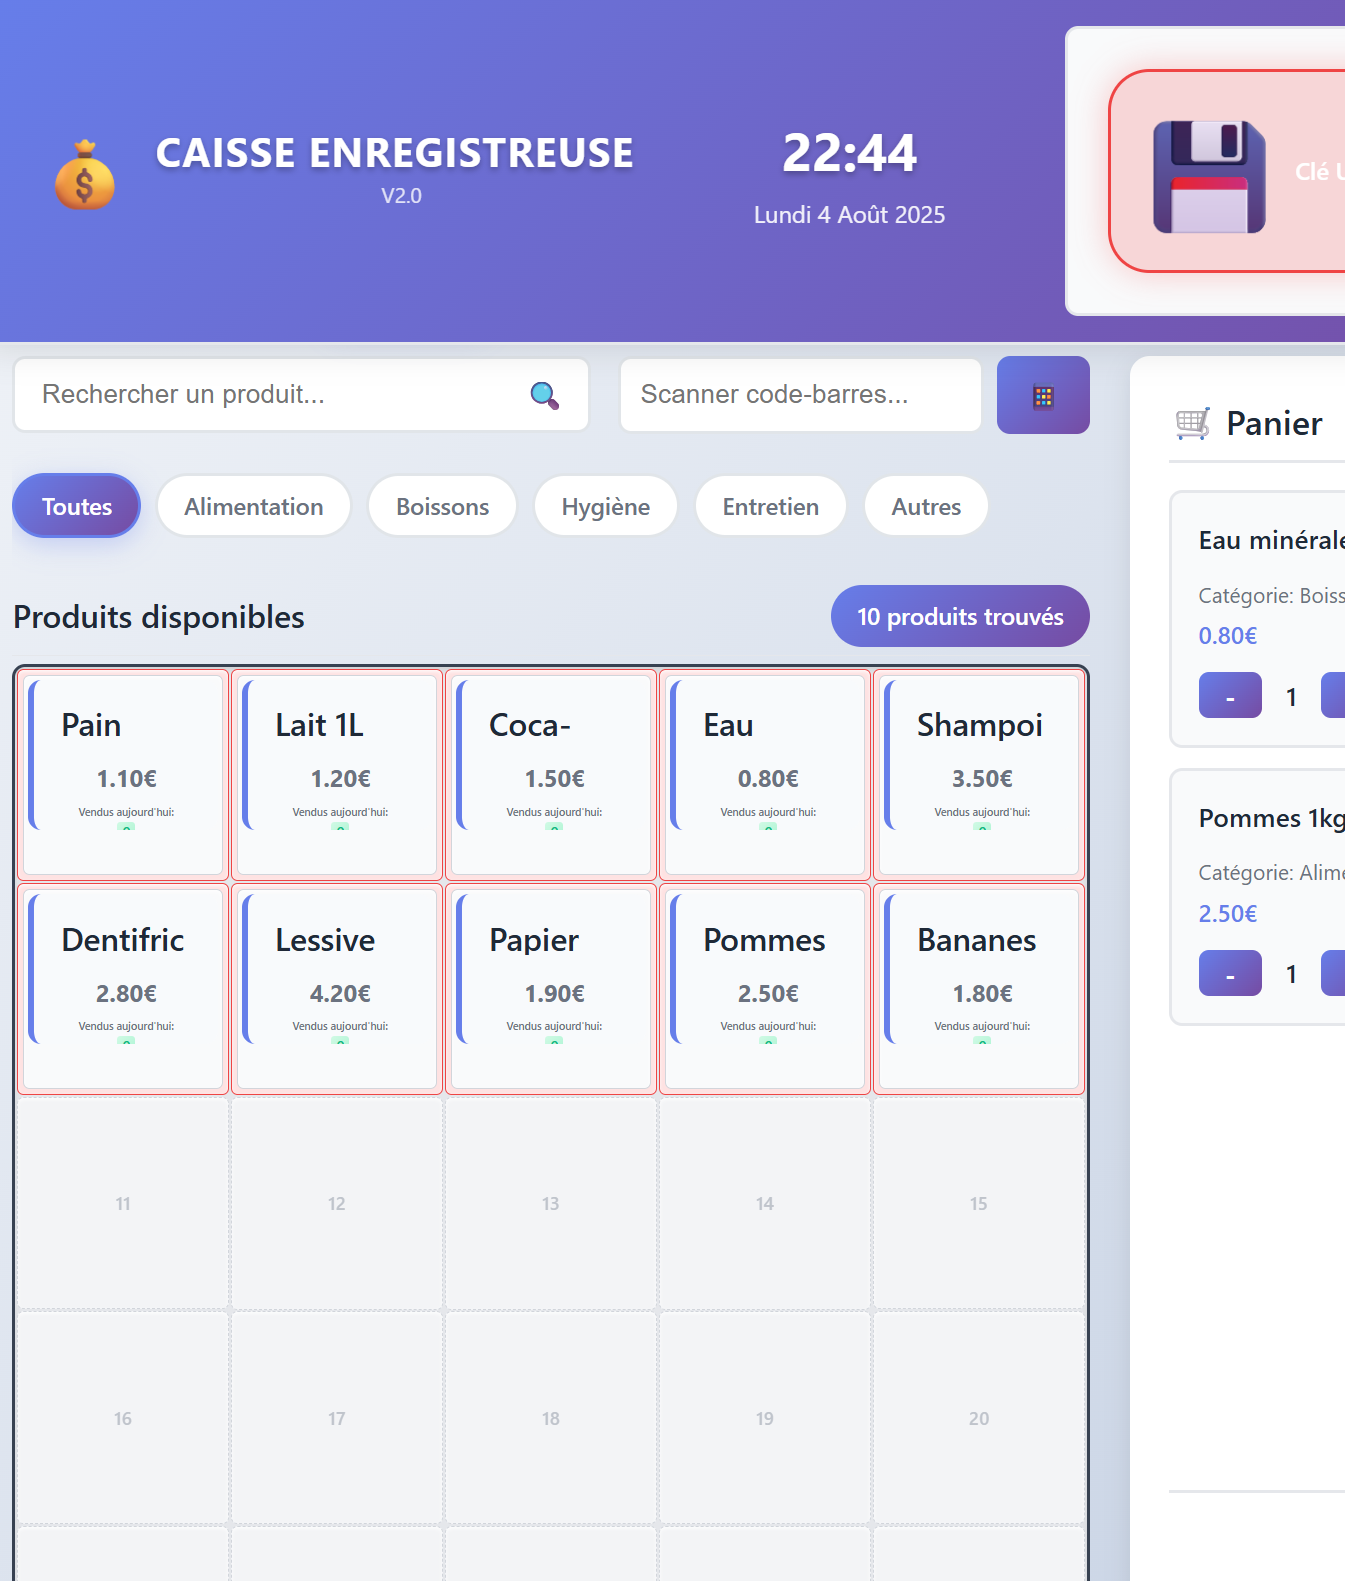 CAISSE ENREGISTREUSE
V2.0
22:44
Lundi 4 Août 2025
Clé
Rechercher un produit...
Scanner code-barres...
Toutes
Alimentation
Boissons
Hygiène
Entretien
Autres
Produits disponibles
10 produits trouvés
Pain
1.10€
Vendus aujourd'hui:
Lait 1L
1.20€
Vendus aujourd'hui:
Coca-
1.50€
Vendus aujourd'hui:
Eau
0.80€
Vendus aujourd'hui:
Shampoi
3.50€
Vendus aujourd'hui:
Dentifric
2.80€
Vendus aujourd'hui:
Lessive
4.20€
Vendus aujourd'hui:
Papier
1.90€
Vendus aujourd'hui:
Pommes
2.50€
Vendus aujourd'hui:
Bananes
1.80€
Vendus aujourd'hui:
11
12
13
14
15
16
17
18
19
20
Panier
Eau minérale
Catégorie: Boiss
0.80€
- 1
Pommes 1kg
Catégorie: Alime
2.50€
- 1